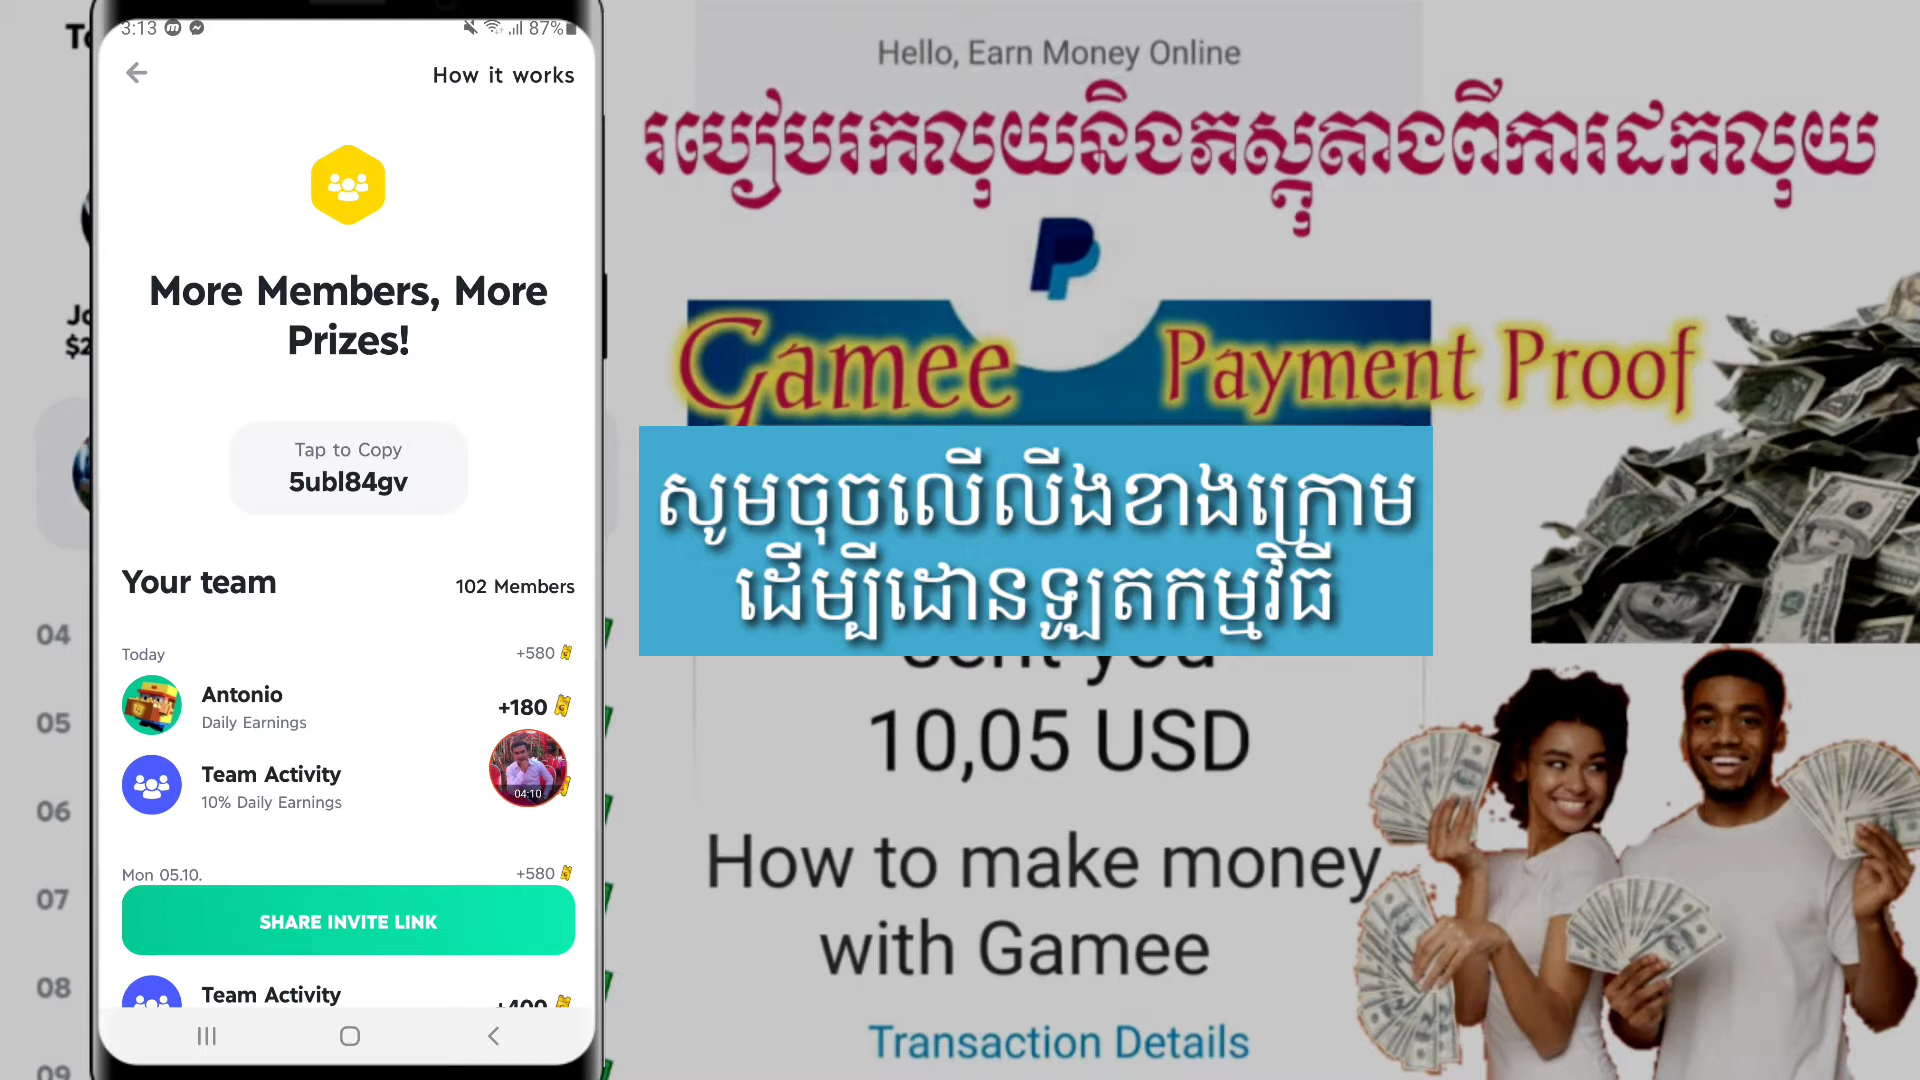 3:13
87%
How it works
More Members, More
Prizes!
Tap to Copy
5ubl84gv
Your team
102 Members
Today
+580
Antonio
+180
Daily Earnings
Team Activity
10% Daily Earnings
04:10
Mon 05.10.
+580
SHARE INVITE LINK
Team Activity
+400
04
05
06
07
08
09
Hello, Earn Money Online
របៀបរកលុយនិងភស្តុតាងពីការដកលុយ
Gamee Payment Proof
សូមចុចលើលីងខាងក្រោម
ដើម្បីដោនឡូតកម្មវិធី
sent you
10,05 USD
How to make money
with Gamee
Transaction Details